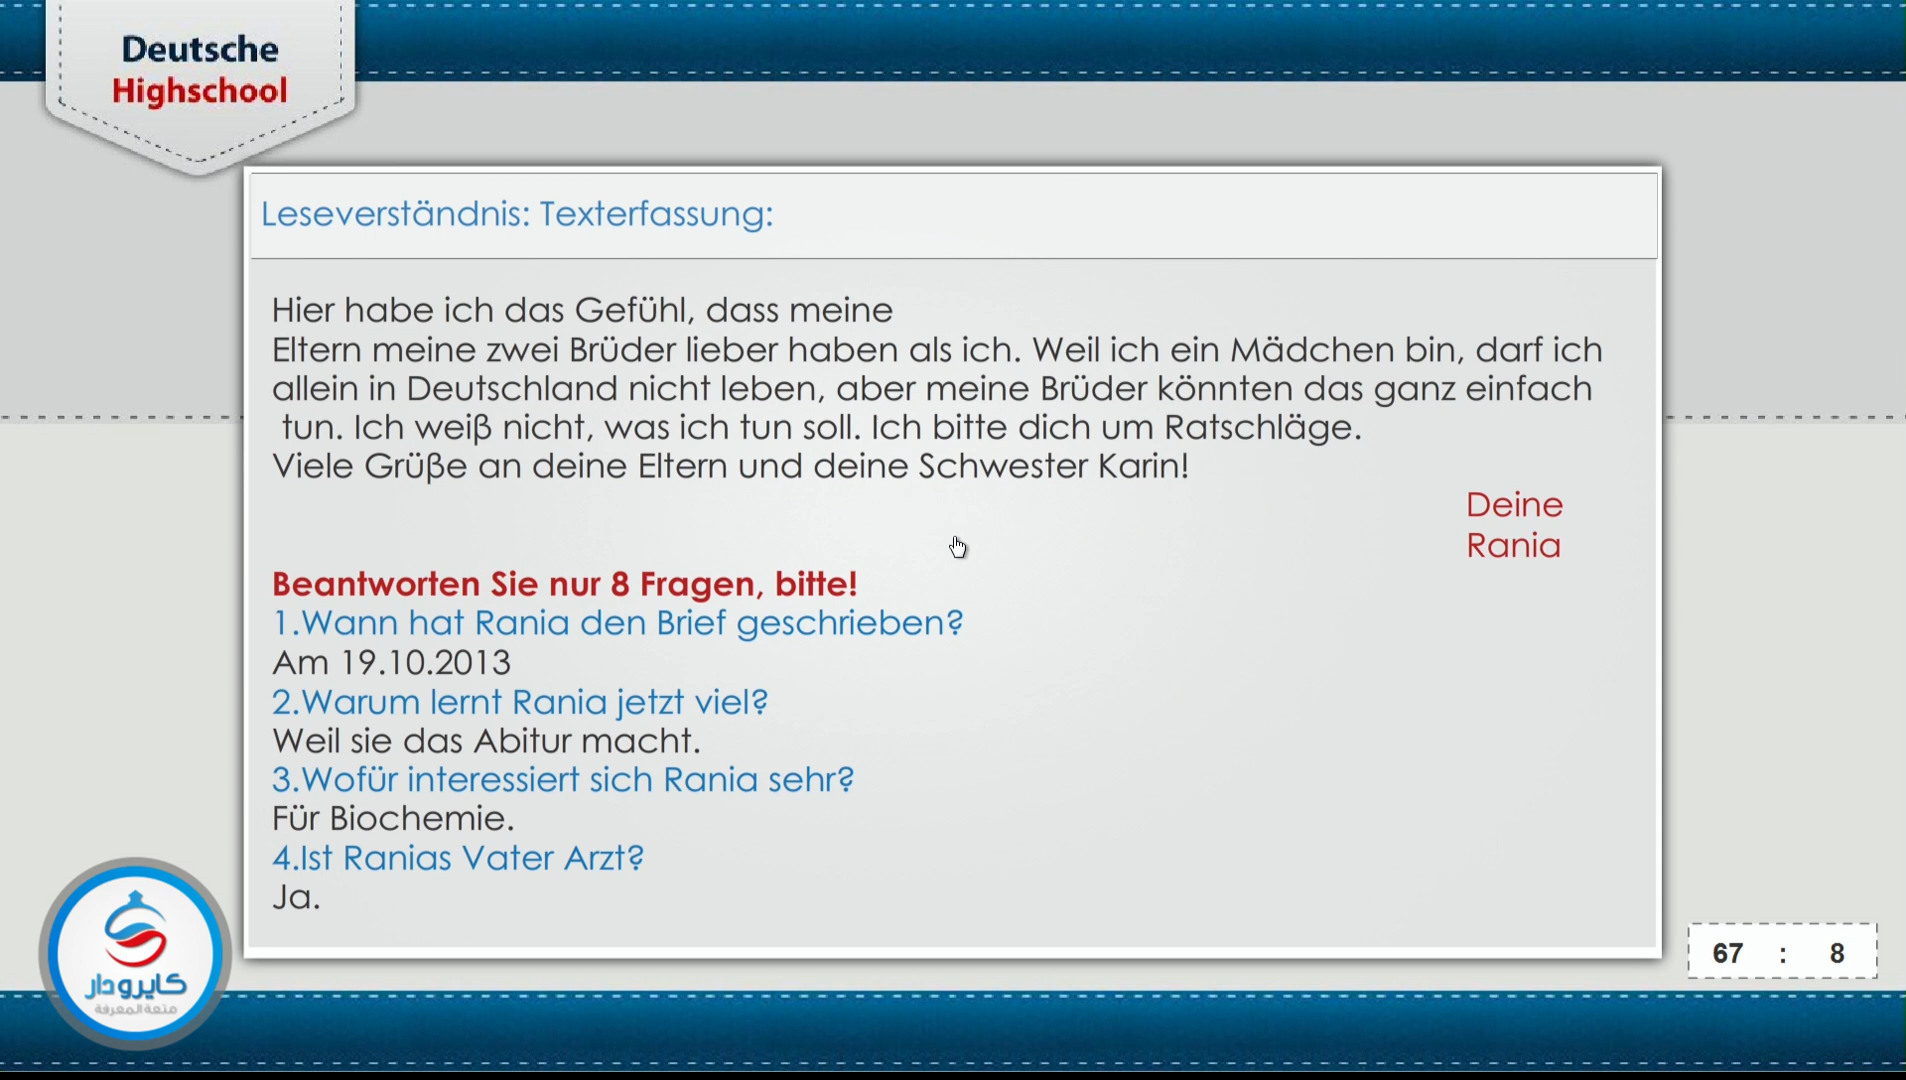 Deutsche
Highschool
Leseverständnis: Texterfassung:
Hier habe ich das Gefühl, dass meine
Eltern meine zwei Brüder lieber haben als ich. Weil ich ein Mädchen bin, darf ich
allein in Deutschland nicht leben, aber meine Brüder könnten das ganz einfach
tun. Ich weiß nicht, was ich tun soll. Ich bitte dich um Ratschläge.
Viele Grüße an deine Eltern und deine Schwester Karin!
Deine
Rania
Beantworten Sie nur 8 Fragen, bitte!
1.Wann hat Rania den Brief geschrieben?
Am 19.10.2013
2.Warum lernt Rania jetzt viel?
Weil sie das Abitur macht.
3.Wofür interessiert sich Rania sehr?
Für Biochemie.
4.Ist Ranias Vater Arzt?
Ja.
كايرودار
متعة المعرفة
67 : 8